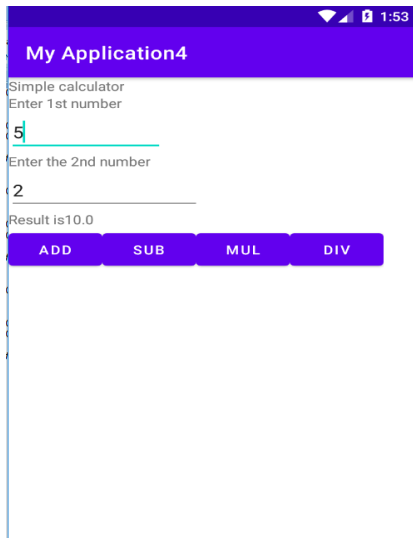 1:53
My Application4
Simple calculator
Enter 1st number
5
Enter the 2nd number
2
Result is10.0
ADD SUB MUL DIV